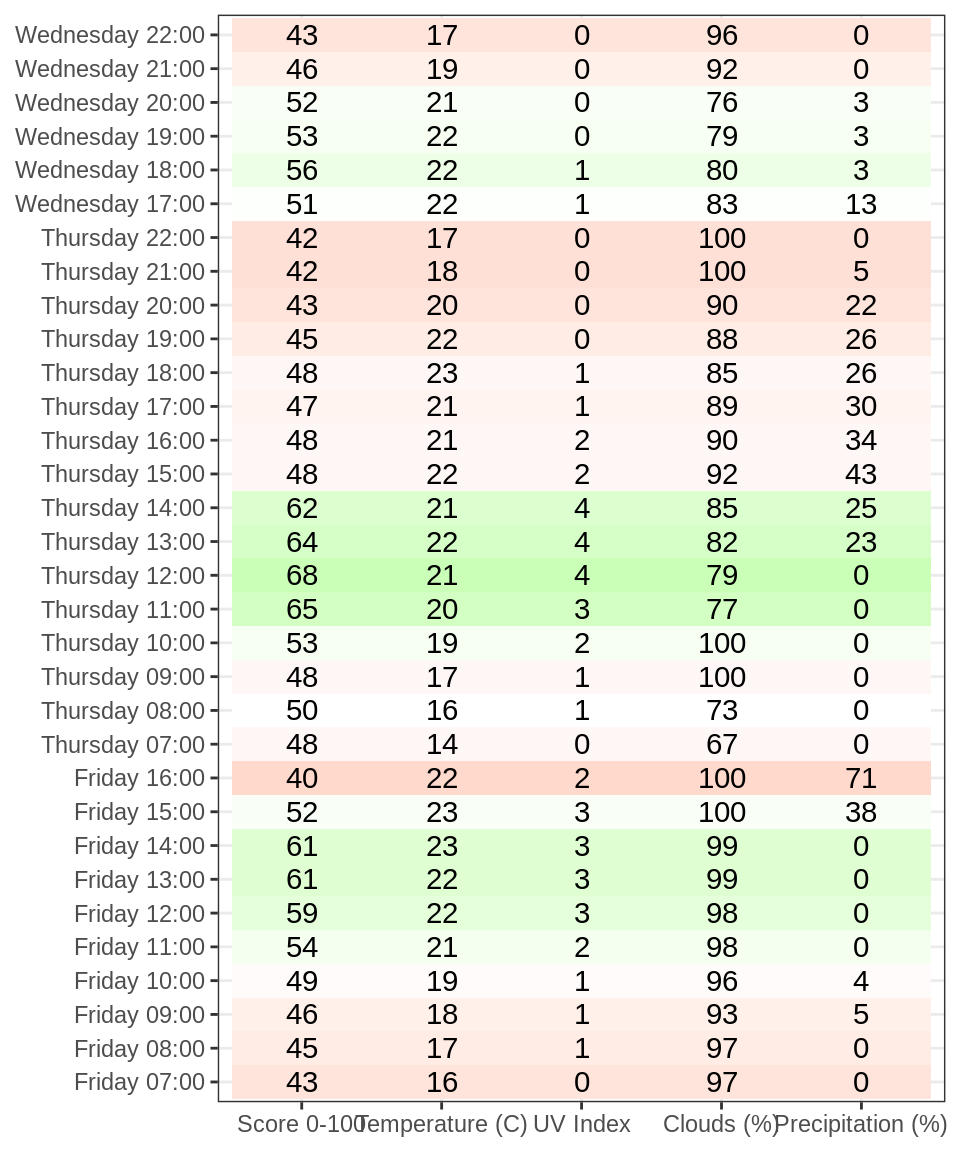 Wednesday 22:00 43 17 0 96 0
Wednesday 21:00 46 19 0 92 0
Wednesday 20:00 52 21 0 76 3
Wednesday 19:00 53 22 0 79 3
Wednesday 18:00 56 22 1 80 3
Wednesday 17:00 51 22 1 83 13
Thursday 22:00 42 17 0 100 0
Thursday 21:00 42 18 0 100 5
Thursday 20:00 43 20 0 90 22
Thursday 19:00 45 22 0 88 26
Thursday 18:00 48 23 1 85 26
Thursday 17:00 47 21 1 89 30
Thursday 16:00 48 21 2 90 34
Thursday 15:00 48 22 2 92 43
Thursday 14:00 62 21 4 85 25
Thursday 13:00 64 22 4 82 23
Thursday 12:00 68 21 4 79 0
Thursday 11:00 65 20 3 77 0
Thursday 10:00 53 19 2 100 0
Thursday 09:00 48 17 1 100 0
Thursday 08:00 50 16 1 73 0
Thursday 07:00 48 14 0 67 0
Friday 16:00 40 22 2 100 71
Friday 15:00 52 23 3 100 38
Friday 14:00 61 23 3 99 0
Friday 13:00 61 22 3 99 0
Friday 12:00 59 22 3 98 0
Friday 11:00 54 21 2 98 0
Friday 10:00 49 19 1 96 4
Friday 09:00 46 18 1 93 5
Friday 08:00 45 17 1 97 0
Friday 07:00 43 16 0 97 0
Score 0-100 Temperature (C) UV Index Clouds (%) Precipitation (%)